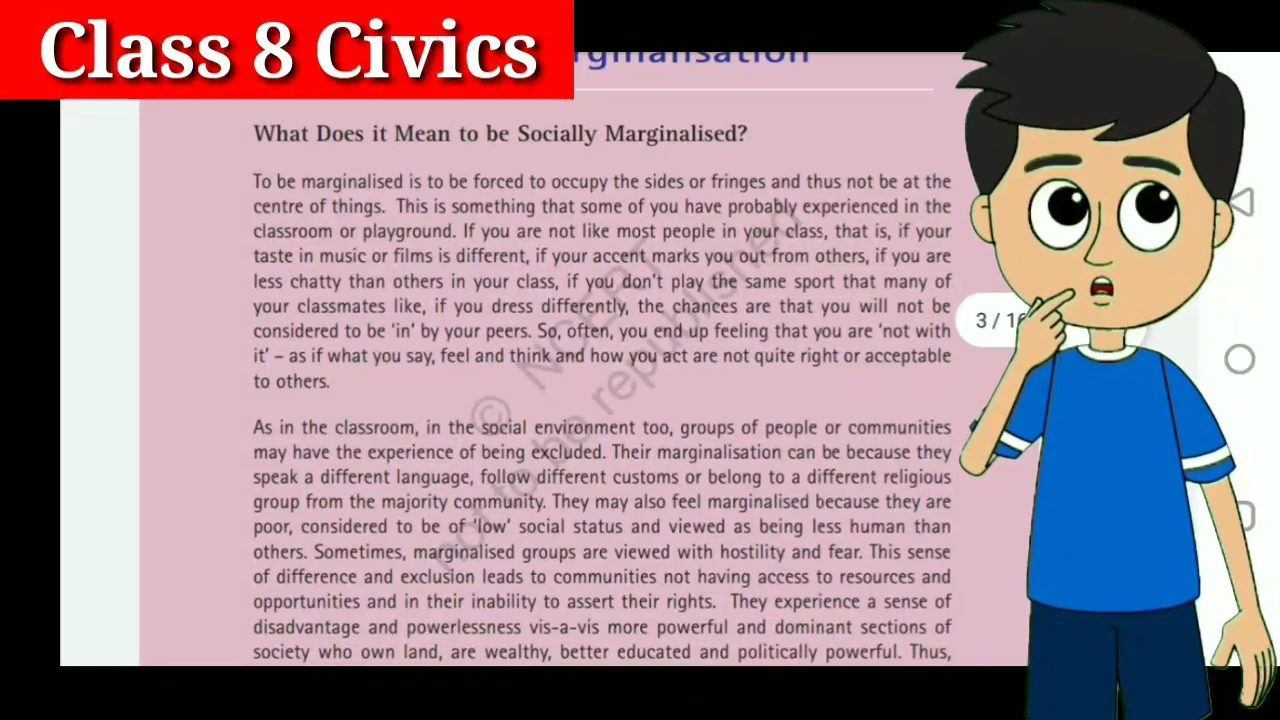 Class 8 Civics
What Does it Mean to be Socially Marginalised?
To be marginalised is to be forced to occupy the sides or fringes and thus not be at the
centre of things. This is something that some of you have probably experienced in the
classroom or playground. If you are not like most people in your class, that is, if your
taste in music or films is different, if your accent marks you out from others, if you are
less chatty than others in your class, if you don't play the same sport that many of
your classmates like, if you dress differently, the chances are that you will not be
considered to be 'in' by your peers. So, often, you end up feeling that you are 'not with
it' – as if what you say, feel and think and how you act are not quite right or acceptable
to others.
As in the classroom, in the social environment too, groups of people or communities
may have the experience of being excluded. Their marginalisation can be because they
speak a different language, follow different customs or belong to a different religious
group from the majority community. They may also feel marginalised because they are
poor, considered to be of 'low' social status and viewed as being less human than
others. Sometimes, marginalised groups are viewed with hostility and fear. This sense
of difference and exclusion leads to communities not having access to resources and
opportunities and in their inability to assert their rights. They experience a sense of
disadvantage and powerlessness vis-a-vis more powerful and dominant sections of
society who own land, are wealthy, better educated and politically powerful. Thus,
© NCERT
not to be republished
3 / 16